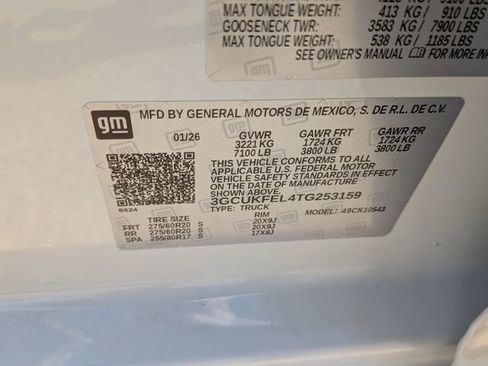 MAX TONGUE WEIGHT: 413 KG / 910 LBS
GOOSENECK TWR: 3583 KG / 7900 LBS
MAX TONGUE WEIGHT: 538 KG / 1185 LBS
SEE OWNER'S MANUAL FOR MORE
gm
MFD BY GENERAL MOTORS DE MEXICO, S. DE R.L. DE C.V.
01/26 GVWR GAWR FRT GAWR RR
3221 KG 1724 KG 1724 KG
7100 LB 3800 LB 3800 LB
THIS VEHICLE CONFORMS TO ALL
APPLICABLE U.S. FEDERAL MOTOR
VEHICLE SAFETY STANDARDS IN EFFECT
ON THE DATE OF MANUFACTURE
3GCUKFEL4TG253159
TYPE: TRUCK MODEL: 49CK10543
8624
TIRE SIZE RIM
FRT 275/60R20 S 20X9J
RR 275/60R20 S 20X9J
SPA 255/80R17 S 17X8J